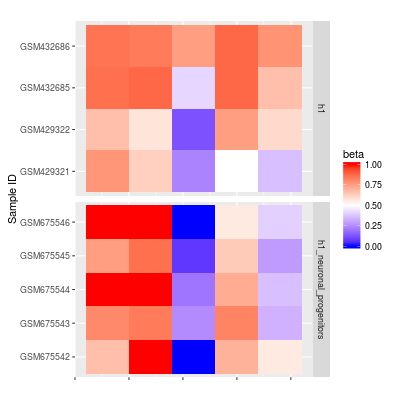 GSM432686
GSM432685
GSM429322
GSM429321
h1
GSM675546
GSM675545
GSM675544
GSM675543
GSM675542
h1_neuronal_progenitors
Sample ID
beta
1.00
0.75
0.50
0.25
0.00